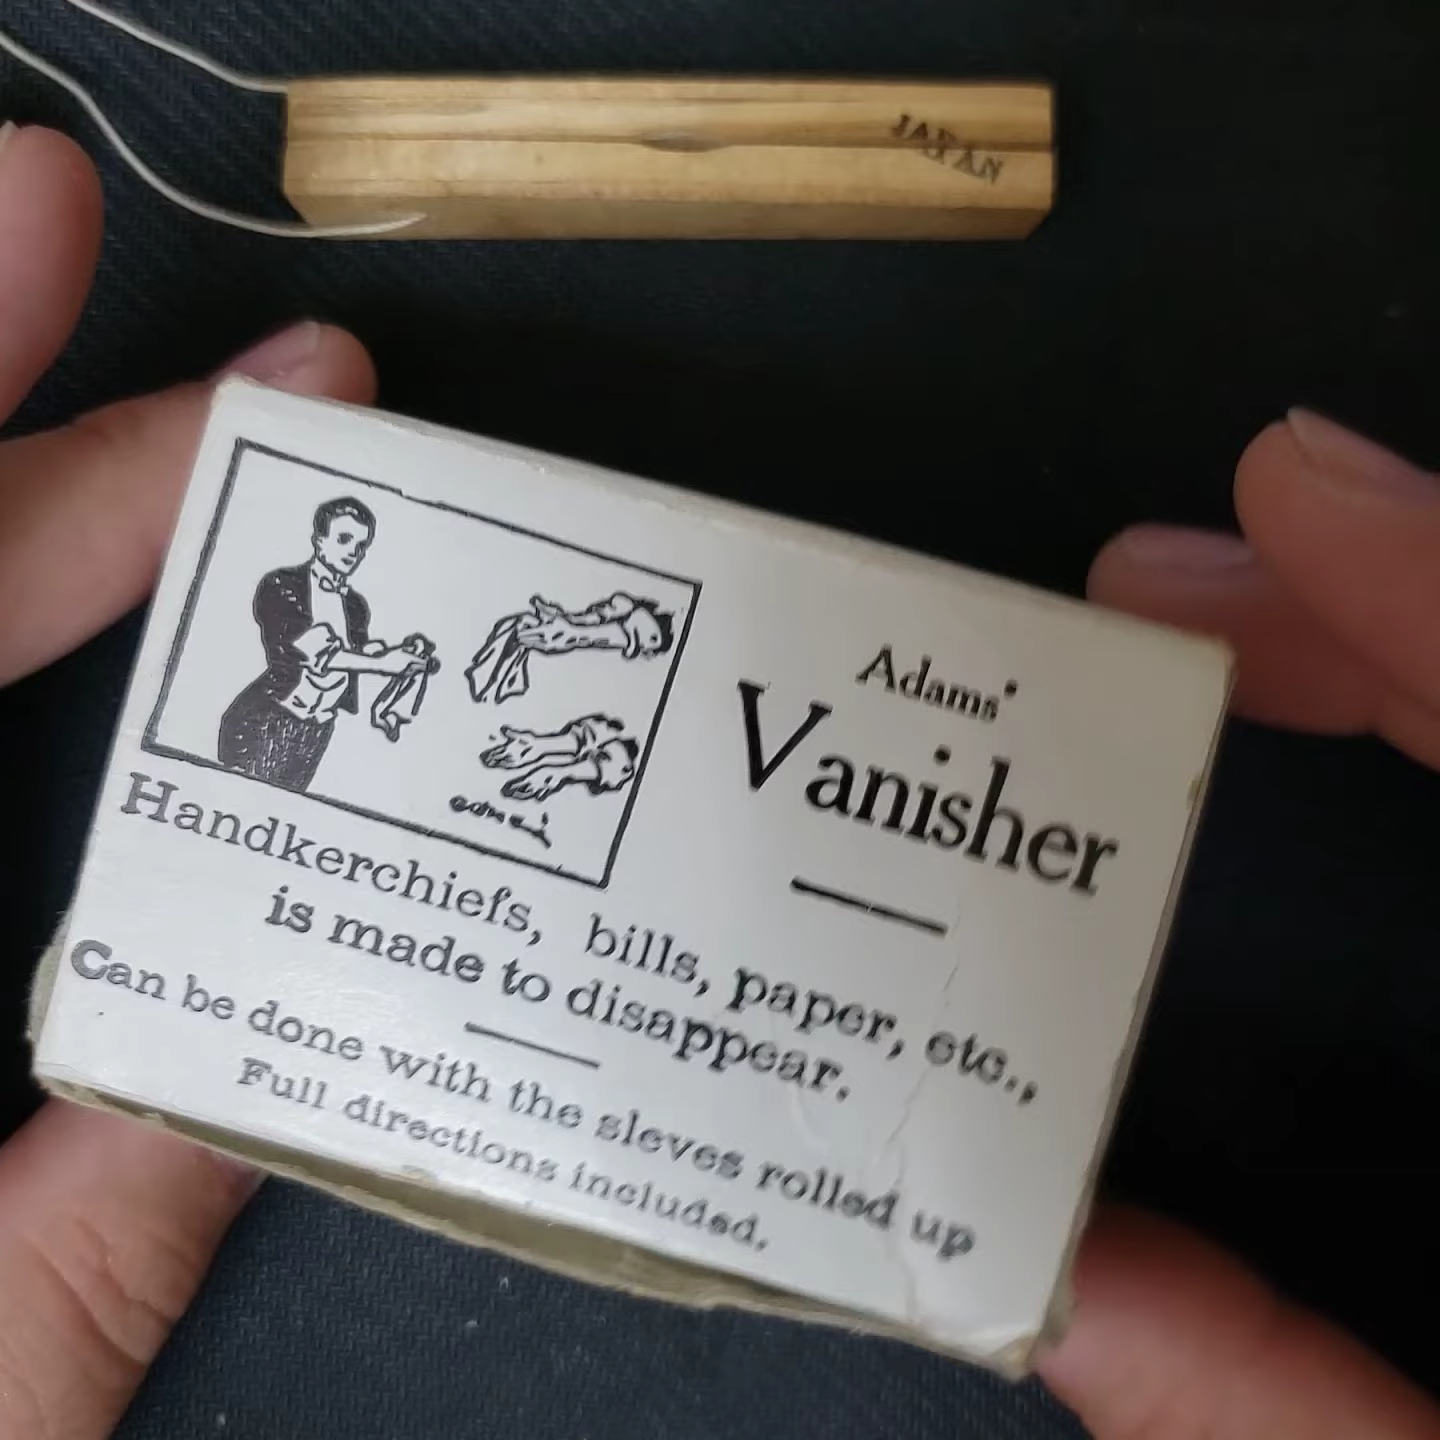 JAPAN
Adams'
Vanisher
Handkerchiefs, bills, paper, etc.,
is made to disappear.
Can be done with the sleves rolled up
Full directions included.